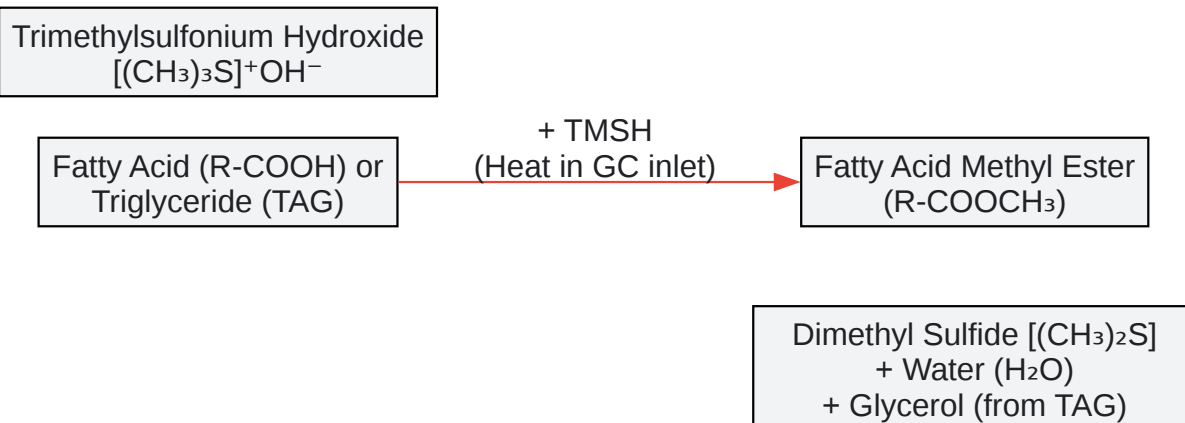 Trimethylsulfonium Hydroxide
[(CH₃)₃S]⁺OH⁻
Fatty Acid (R-COOH) or
Triglyceride (TAG)
+ TMSH
(Heat in GC inlet)
Fatty Acid Methyl Ester
(R-COOCH₃)
Dimethyl Sulfide [(CH₃)₂S]
+ Water (H₂O)
+ Glycerol (from TAG)